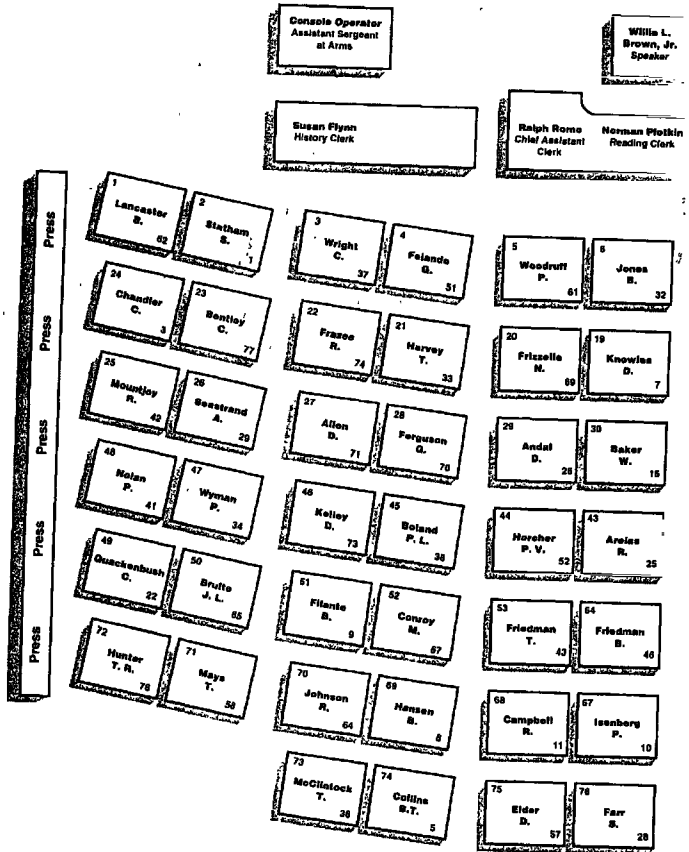 Console Operator
Assistant Sergeant
at Arms
Willie L.
Brown, Jr.
Speaker
Susan Flynn
History Clerk
Ralph Rome
Chief Assistant
Clerk
Norman Plotkin
Reading Clerk
Press
Press
Press
Press
Press
1
Lancaster
B.
62
2
Statham
S.
1
3
Wright
C.
37
4
Felando
G.
51
5
Woodruff
P.
61
6
Jones
B.
32
24
Chandler
C.
3
23
Bentley
C.
77
22
Frazee
R.
74
21
Harvey
T.
33
20
Frizzelle
N.
69
19
Knowles
D.
7
25
Mountjoy
R.
42
26
Seastrand
A.
29
27
Allen
D.
71
28
Ferguson
G.
70
29
Andal
D.
26
30
Baker
W.
15
48
Nolan
P.
41
47
Wyman
P.
34
46
Kelley
D.
73
45
Boland
P. L.
38
44
Horcher
P. V.
52
43
Areias
R.
25
49
Quackenbush
C.
22
50
Brulte
J. L.
65
51
Filante
B.
9
52
Conroy
M.
67
53
Friedman
T.
43
54
Friedman
B.
46
72
Hunter
T. R.
76
71
Mays
T.
58
70
Johnson
R.
64
69
Hansen
B.
8
68
Campbell
R.
11
67
Isenberg
P.
10
73
McClintock
T.
36
74
Collins
B.T.
5
75
Elder
D.
57
76
Farr
S.
28